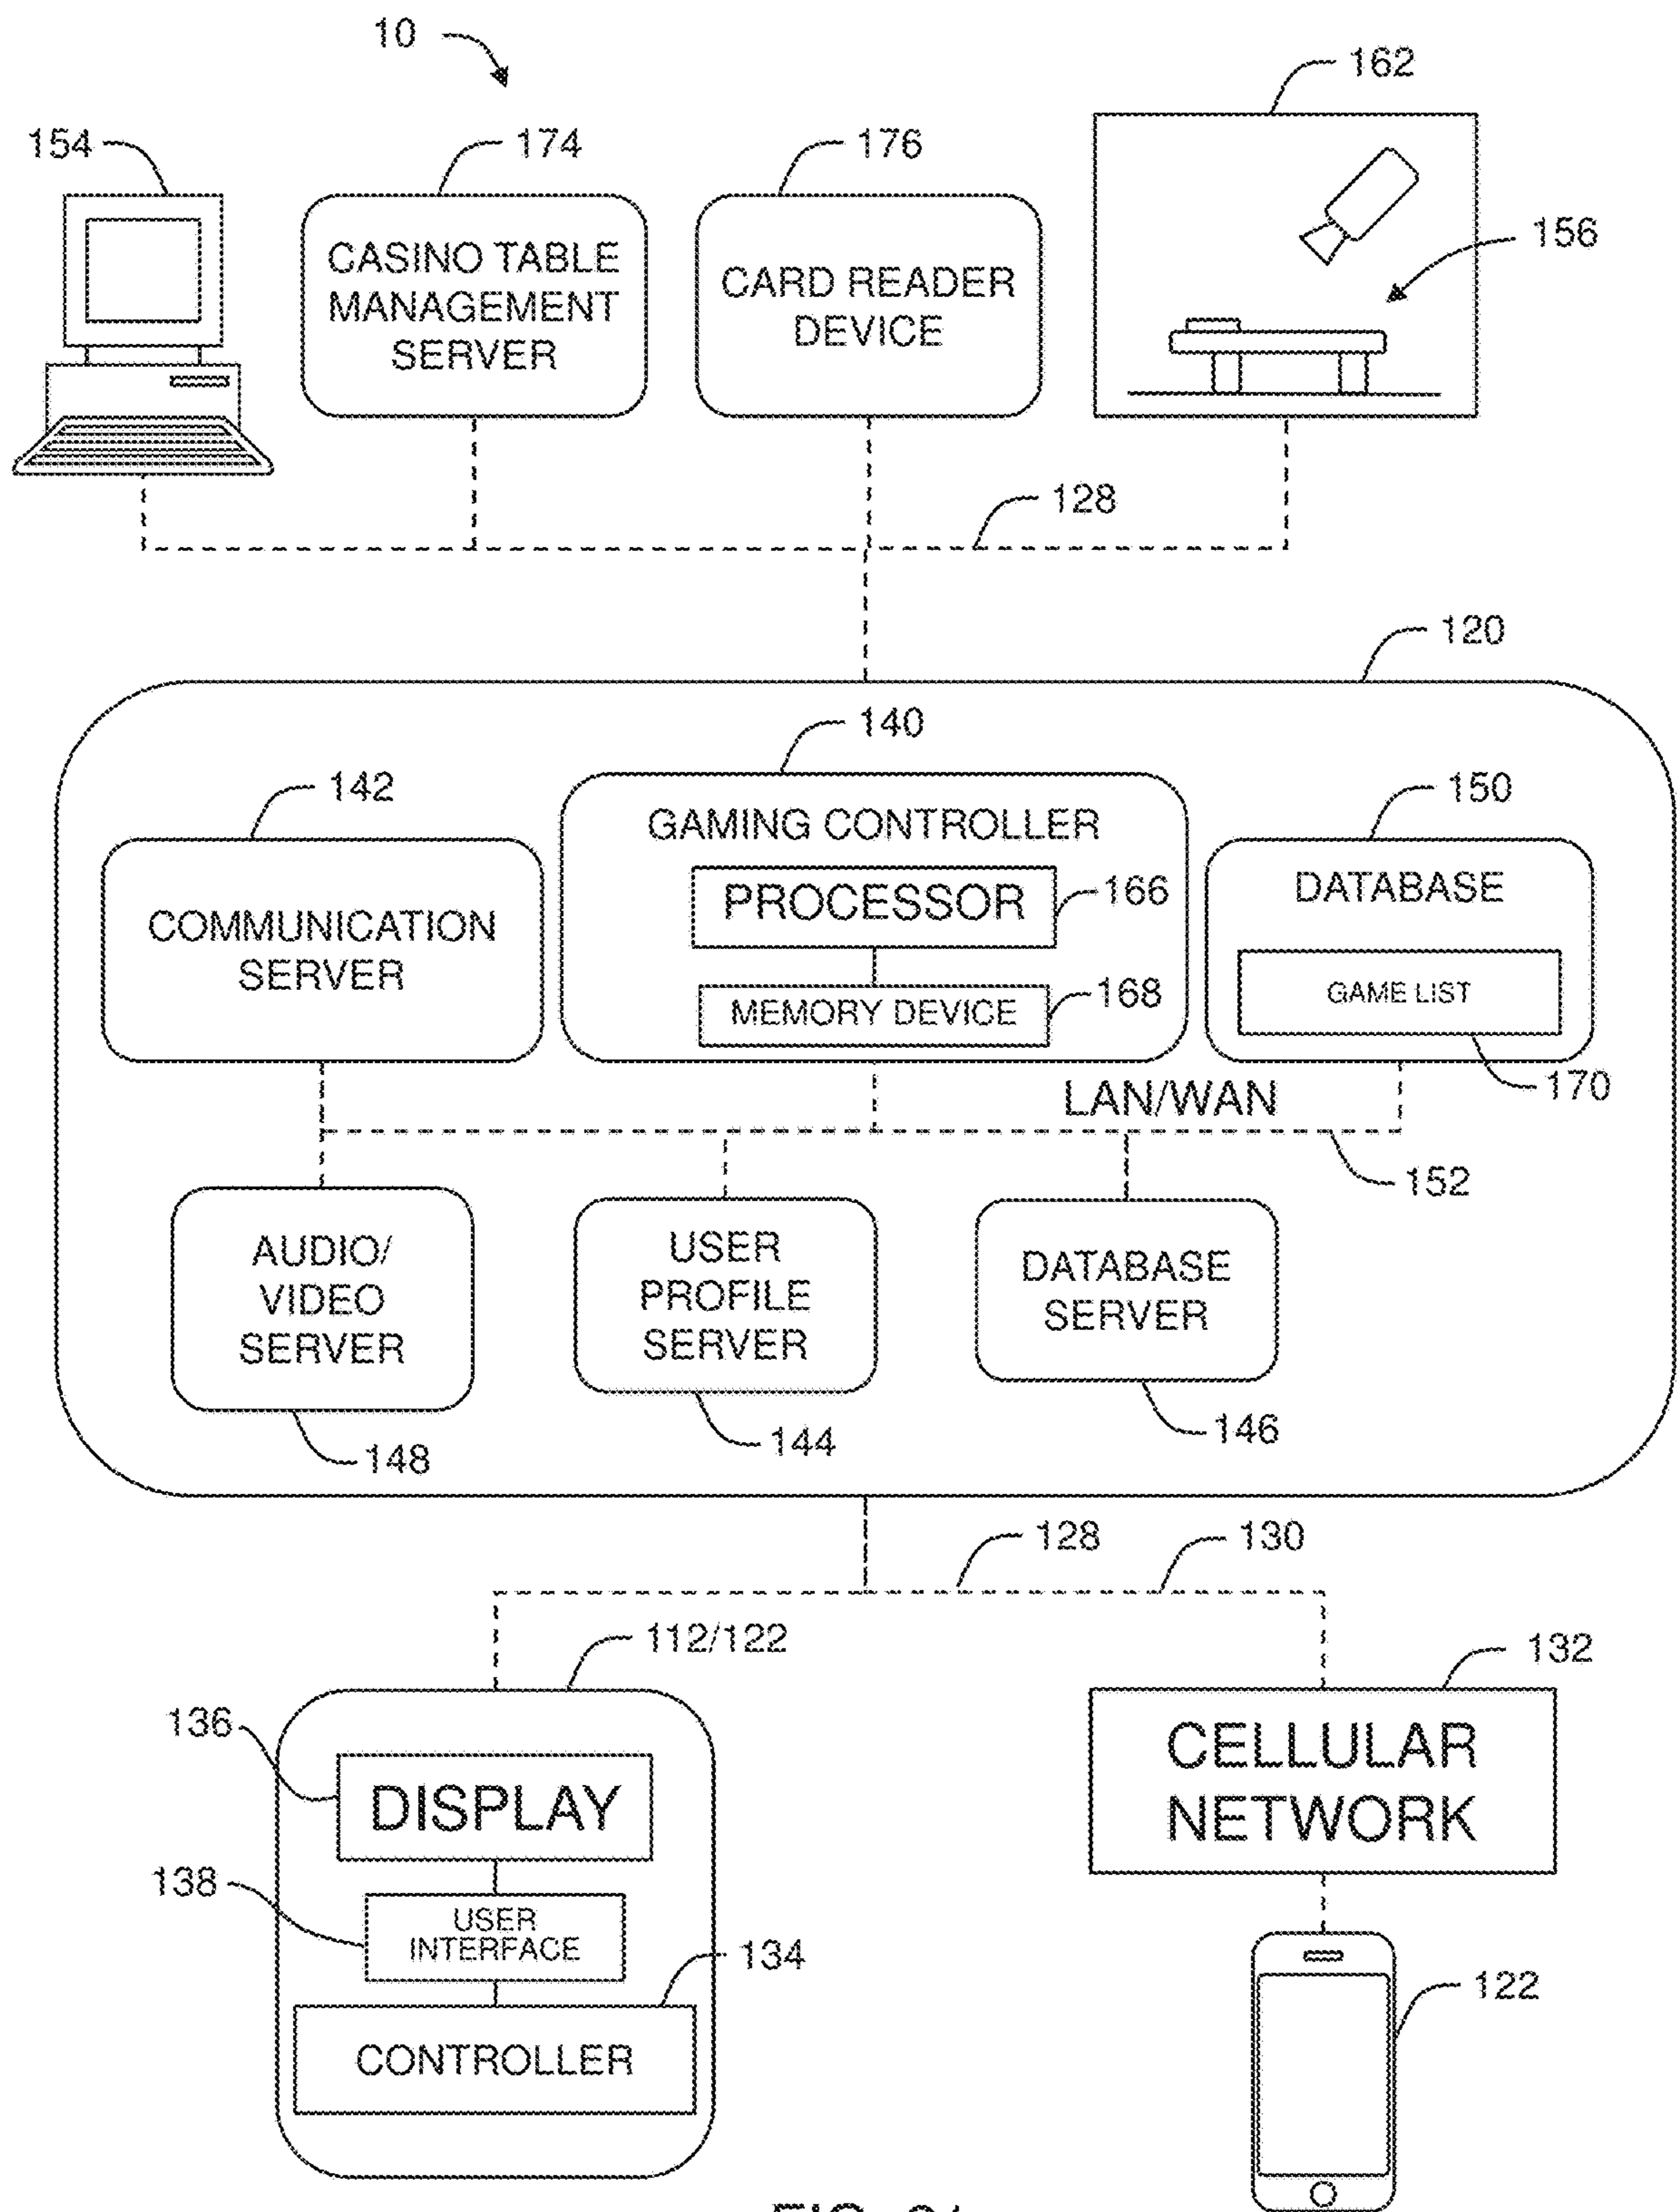 10
162
154
174
176
CASINO TABLE
MANAGEMENT
SERVER
CARD READER
DEVICE
156
128
120
140
142
150
GAMING CONTROLLER
PROCESSOR
166
MEMORY DEVICE
168
COMMUNICATION
SERVER
DATABASE
GAME LIST
170
LAN/WAN
152
AUDIO/
VIDEO
SERVER
USER
PROFILE
SERVER
DATABASE
SERVER
148
144
146
128
130
112/122
132
136
DISPLAY
138
USER
INTERFACE
134
CONTROLLER
CELLULAR
NETWORK
122